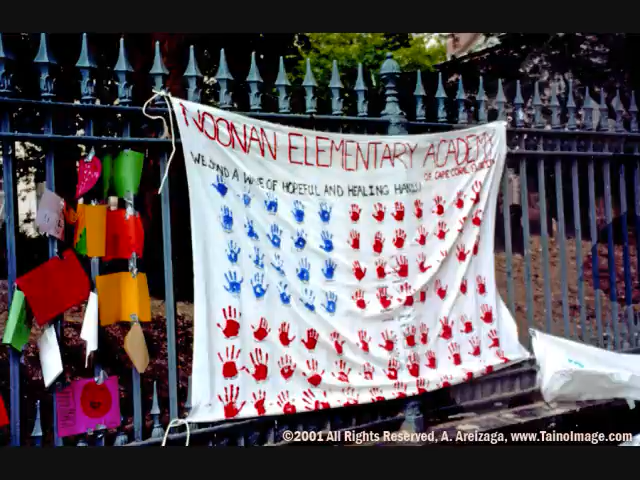 NOONAN ELEMENTARY ACADEMY
OF CAPE CORAL FLORIDA
WE SEND A WAVE OF HOPEFUL AND HEALING HANDS!
©2001 All Rights Reserved, A. Areizaga, www.TainoImage.com